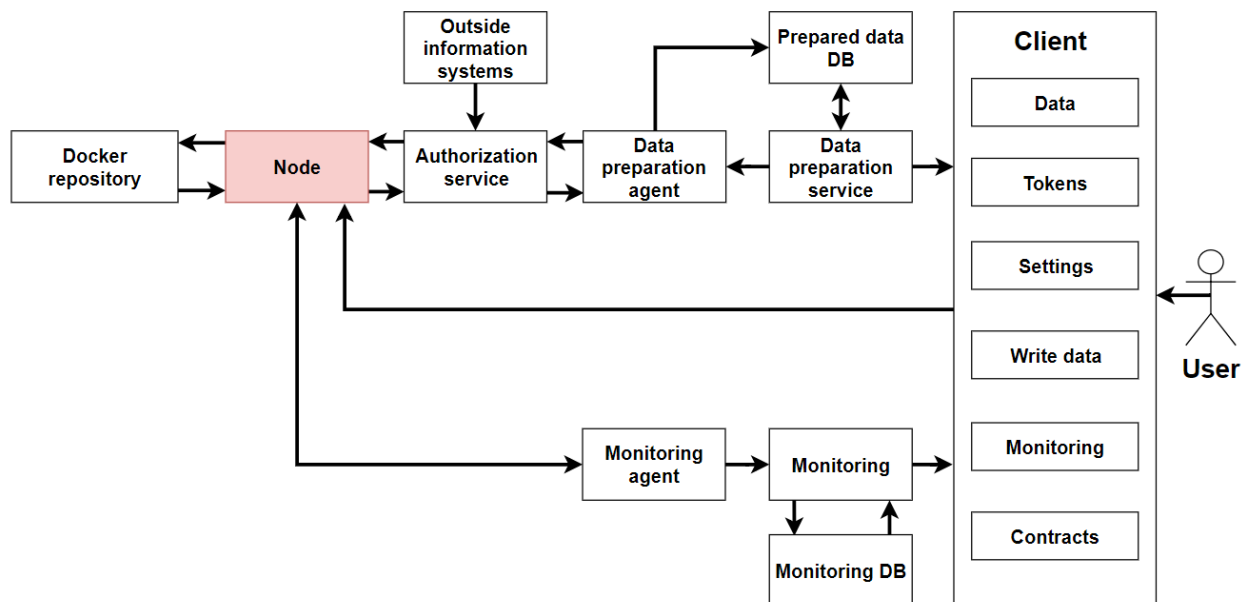 Outside
information
systems
Prepared data
DB
Client
Data
Docker
repository
Node
Authorization
service
Data
preparation
agent
Data
preparation
service
Tokens
Settings
Write data
User
Monitoring
agent
Monitoring
Monitoring
Contracts
Monitoring DB